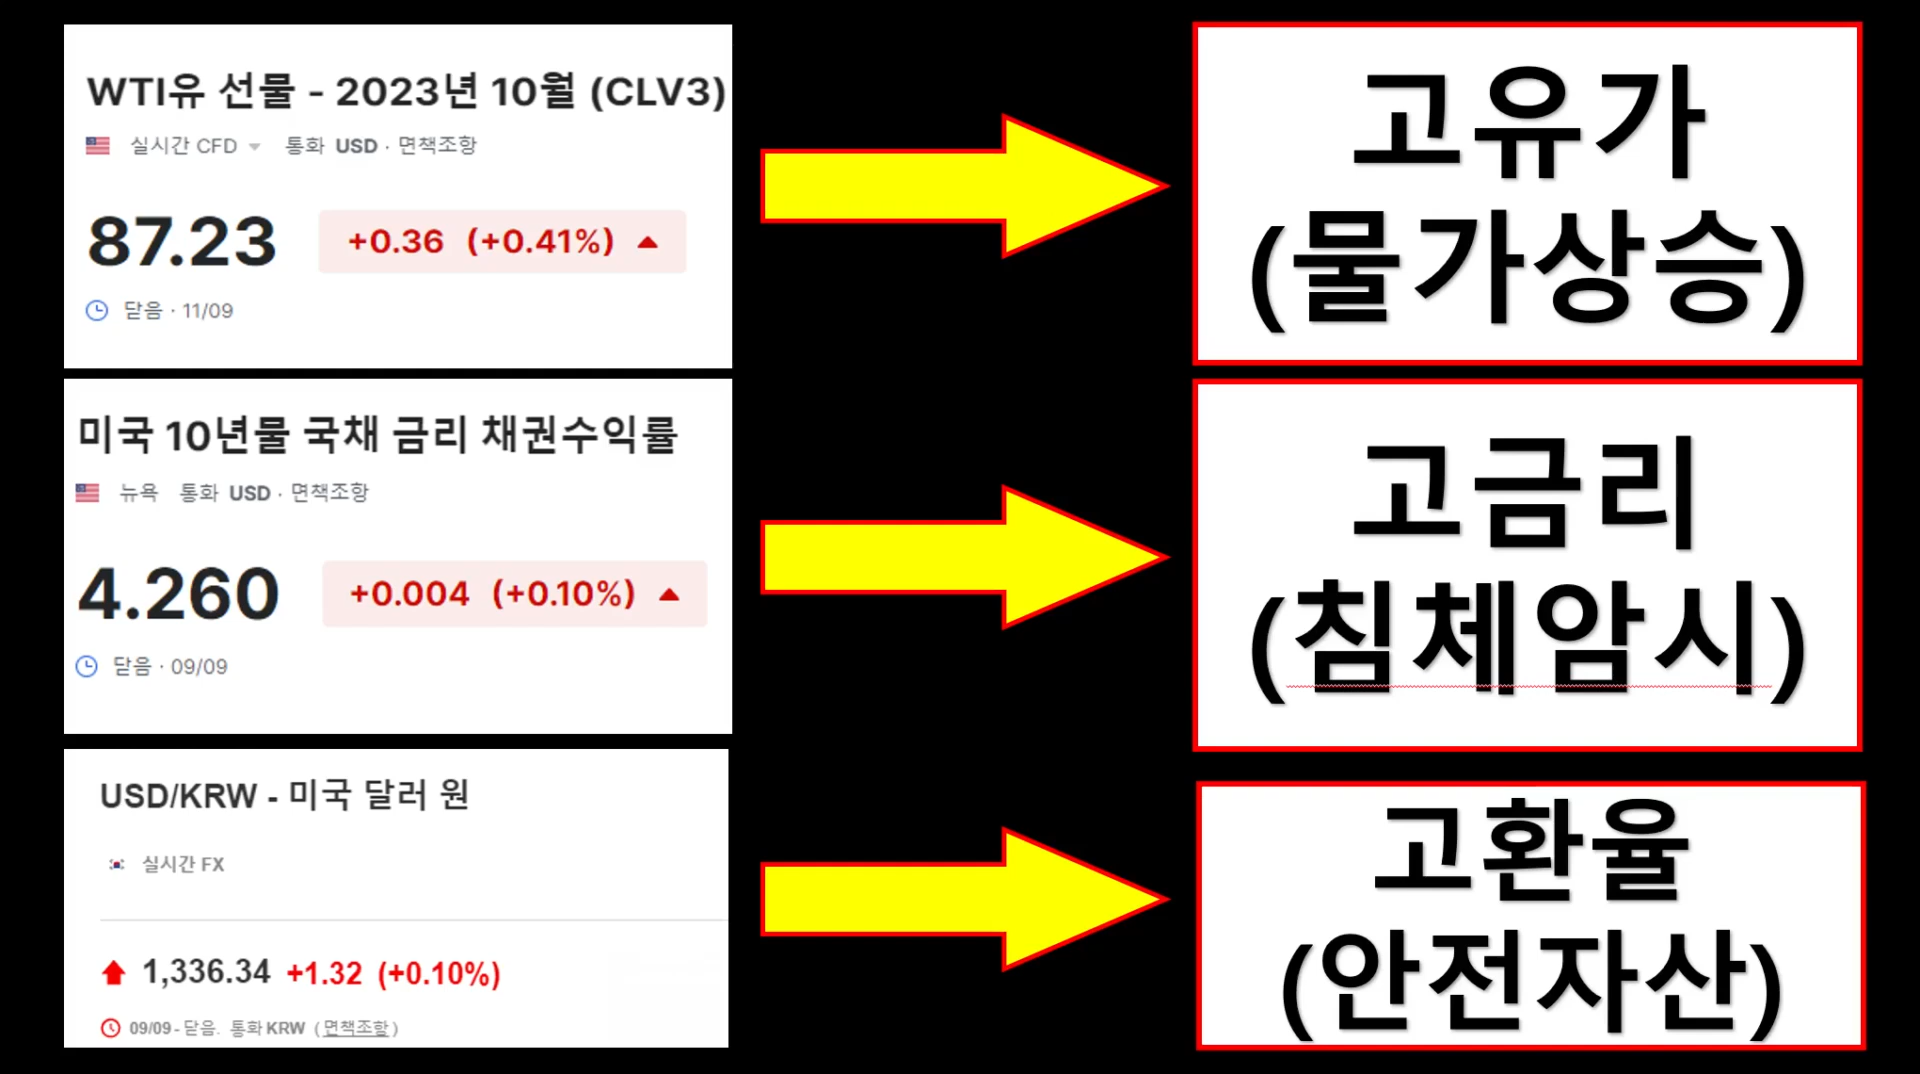 WTI유 선물 - 2023년 10월 (CLV3)
실시간 CFD 통화 USD · 면책조항
87.23 +0.36 (+0.41%)
닫음 · 11/09
고유가
(물가상승)
미국 10년물 국채 금리 채권수익률
뉴욕 통화 USD · 면책조항
4.260 +0.004 (+0.10%)
닫음 · 09/09
고금리
(침체암시)
USD/KRW - 미국 달러 원
실시간 FX
1,336.34 +1.32 (+0.10%)
09/09 - 닫음. 통화 KRW ( 면책조항 )
고환율
(안전자산)